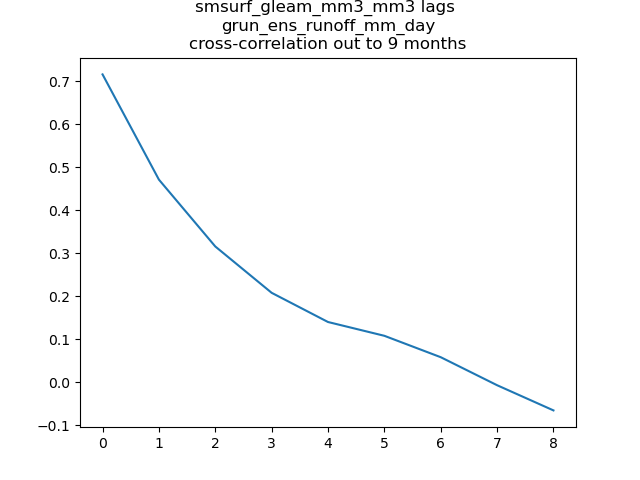 smsurf_gleam_mm3_mm3 lags
grun_ens_runoff_mm_day
cross-correlation out to 9 months
0.7
0.6
0.5
0.4
0.3
0.2
0.1
0.0
−0.1
0 1 2 3 4 5 6 7 8